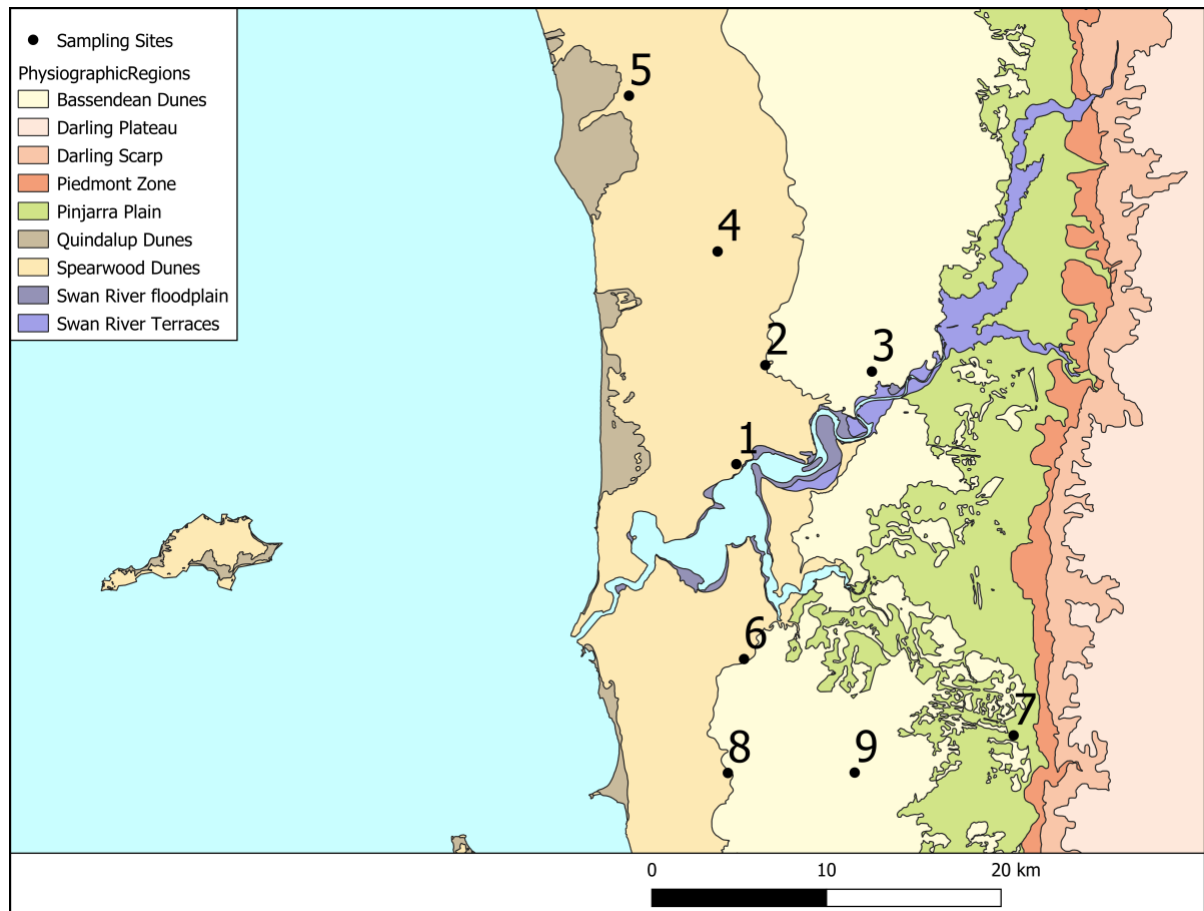 Sampling Sites
PhysiographicRegions
Bassendean Dunes
Darling Plateau
Darling Scarp
Piedmont Zone
Pinjarra Plain
Quindalup Dunes
Spearwood Dunes
Swan River floodplain
Swan River Terraces
5
4
2
3
1
6
7
8
9
0 10 20 km